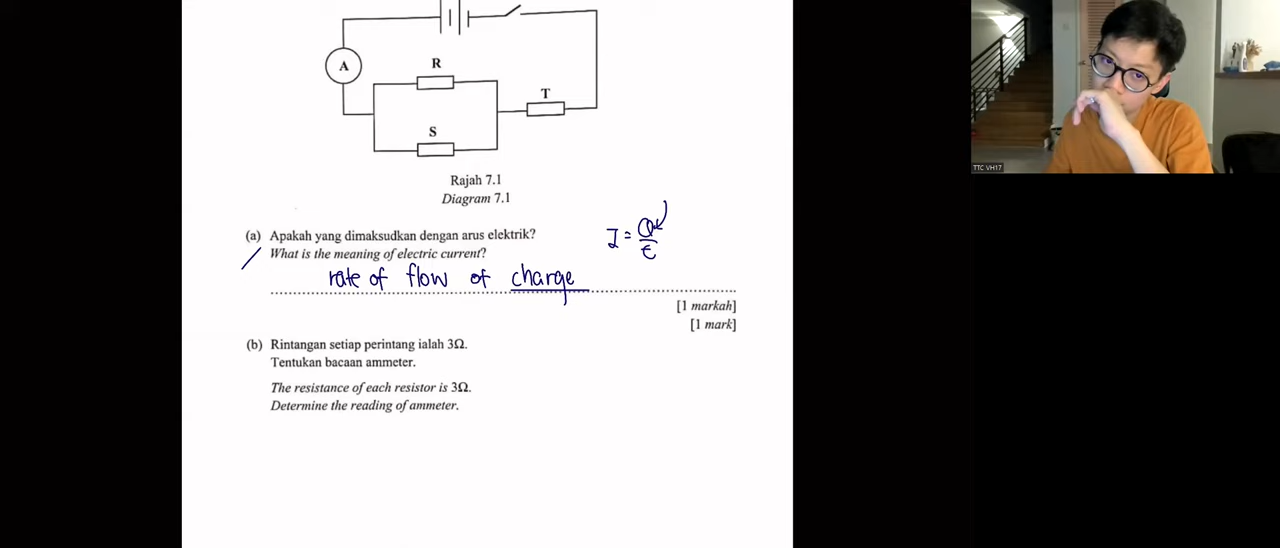 R
A
T
S
Rajah 7.1
Diagram 7.1
(a) Apakah yang dimaksudkan dengan arus elektrik?
What is the meaning of electric current?
I = Q
t
rate of flow of charge
[1 markah]
[1 mark]
(b) Rintangan setiap perintang ialah 3Ω.
Tentukan bacaan ammeter.
The resistance of each resistor is 3Ω.
Determine the reading of ammeter.
TTC VH17